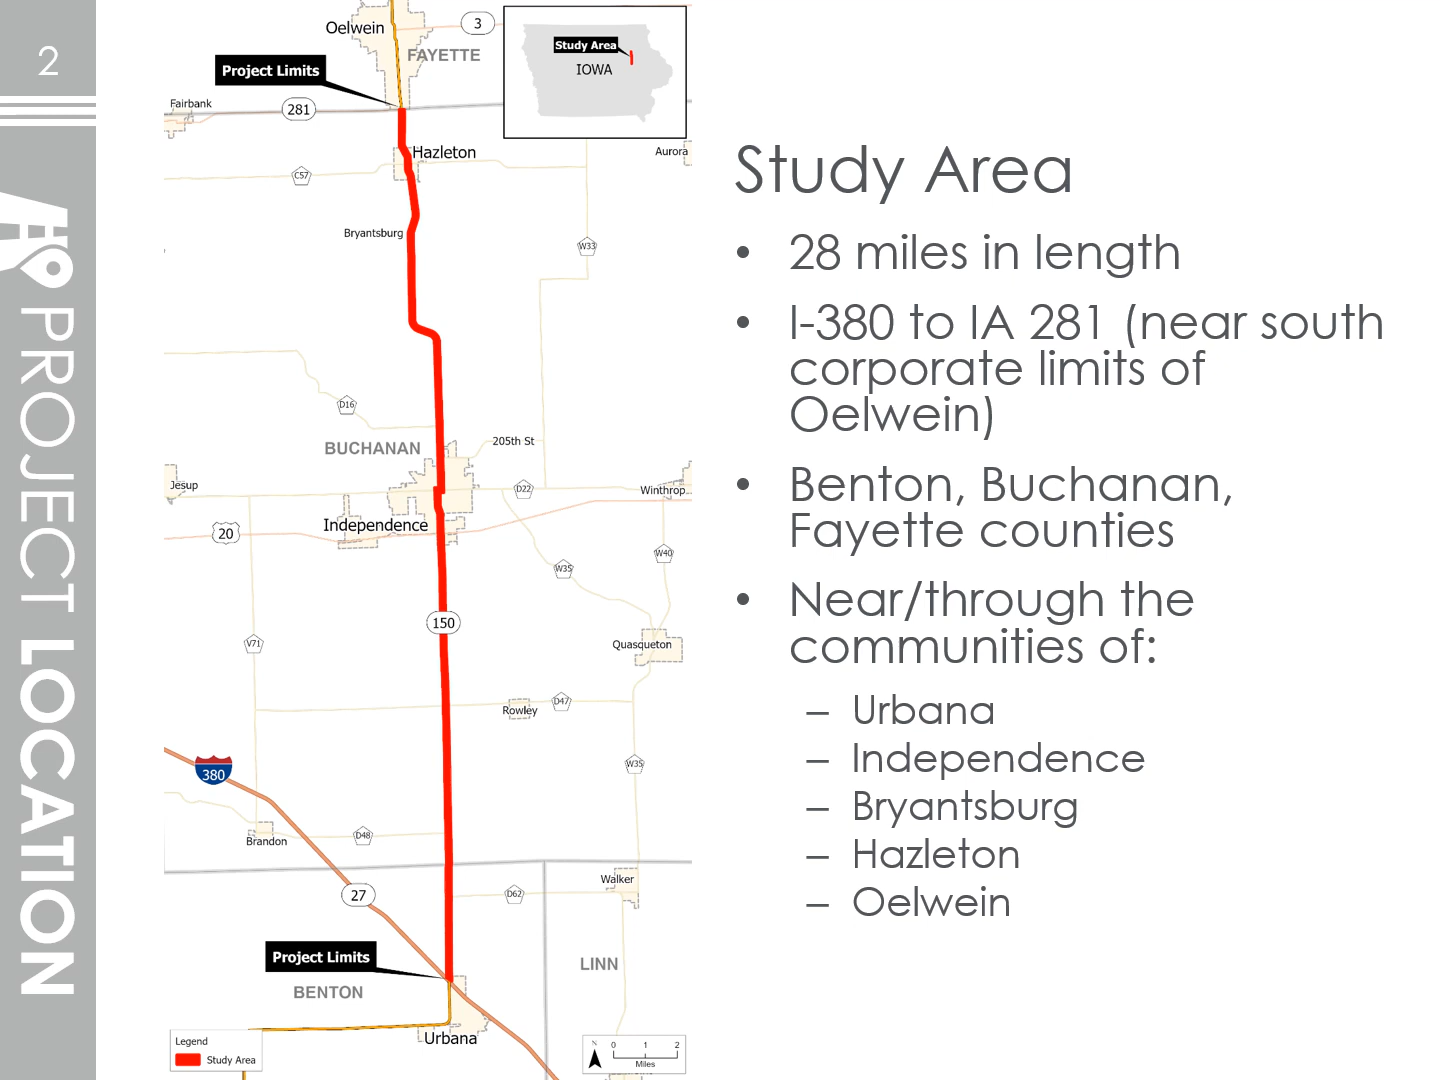 2
PROJECT LOCATION
Oelwein
3
FAYETTE
Project Limits
Study Area
IOWA
Fairbank
281
Hazleton
Aurora
C57
Bryantsburg
W33
D16
BUCHANAN
205th St
Jesup
D22
Winthrop
Independence
20
W40
W35
150
V71
Quasqueton
Rowley
D47
380
W35
Brandon
D48
Walker
27
D62
Project Limits
LINN
BENTON
Urbana
Legend
Study Area
N
0 1 2
Miles
Study Area
• 28 miles in length
• I-380 to IA 281 (near south
corporate limits of
Oelwein)
• Benton, Buchanan,
Fayette counties
• Near/through the
communities of:
– Urbana
– Independence
– Bryantsburg
– Hazleton
– Oelwein